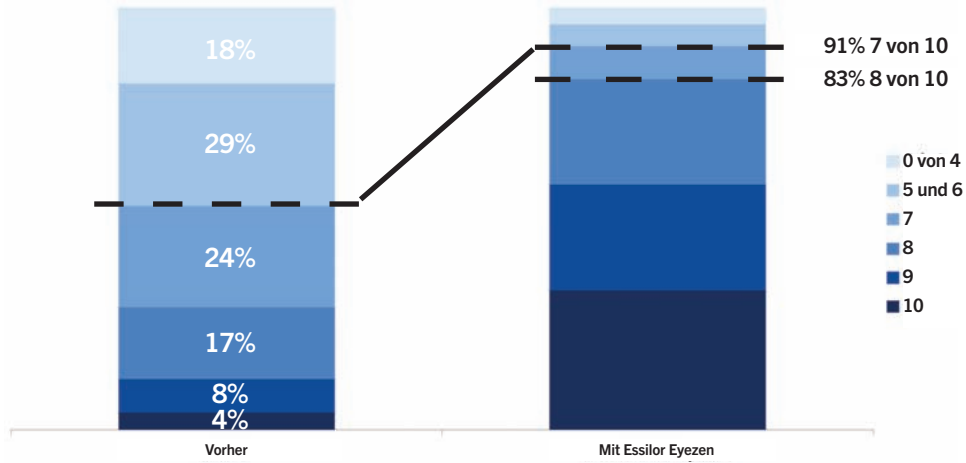 18%
29%
24%
17%
8%
4%
91% 7 von 10
83% 8 von 10
0 von 4
5 und 6
7
8
9
10
Vorher
Mit Essilor Eyezen